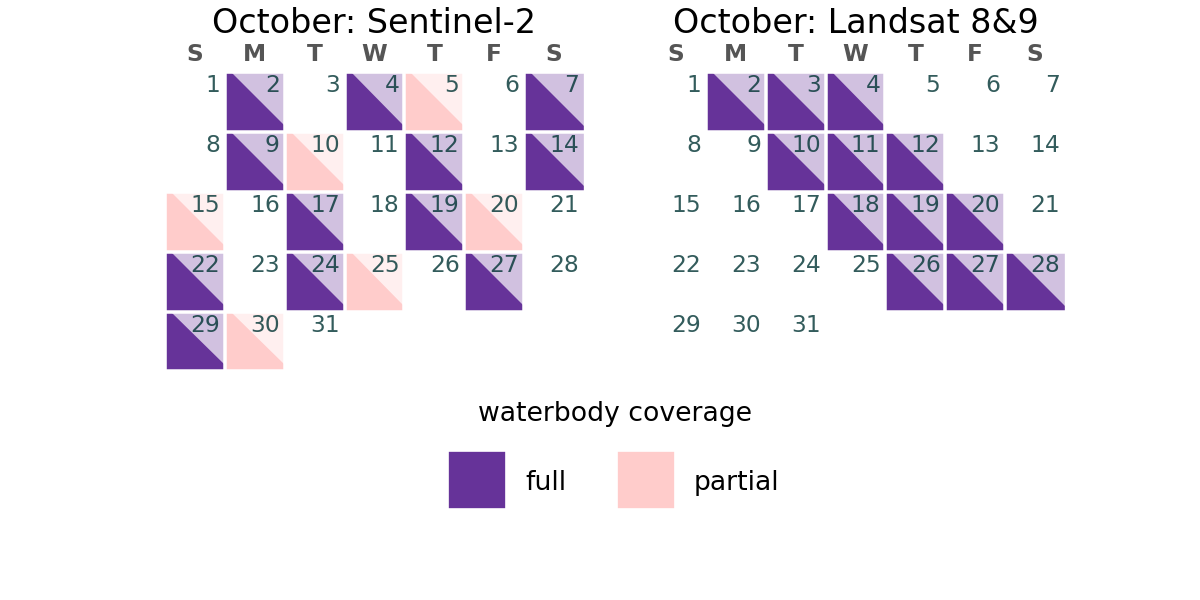 October: Sentinel-2
S M T W T F S
1 2 3 4 5 6 7
8 9 10 11 12 13 14
15 16 17 18 19 20 21
22 23 24 25 26 27 28
29 30 31
October: Landsat 8&9
S M T W T F S
1 2 3 4 5 6 7
8 9 10 11 12 13 14
15 16 17 18 19 20 21
22 23 24 25 26 27 28
29 30 31
waterbody coverage
full
partial